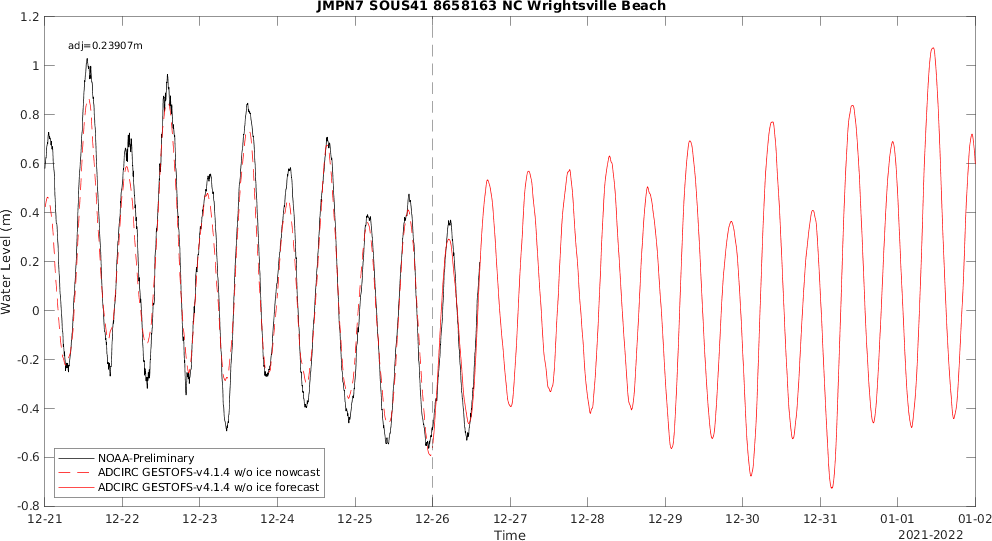 JMPN7 SOUS41 8658163 NC Wrightsville Beach
adj=0.23907m
Water Level (m)
1.2
1
0.8
0.6
0.4
0.2
0
-0.2
-0.4
-0.6
-0.8
NOAA-Preliminary
ADCIRC GESTOFS-v4.1.4 w/o ice nowcast
ADCIRC GESTOFS-v4.1.4 w/o ice forecast
12-21 12-22 12-23 12-24 12-25 12-26 12-27 12-28 12-29 12-30 12-31 01-01 01-02
Time
2021-2022